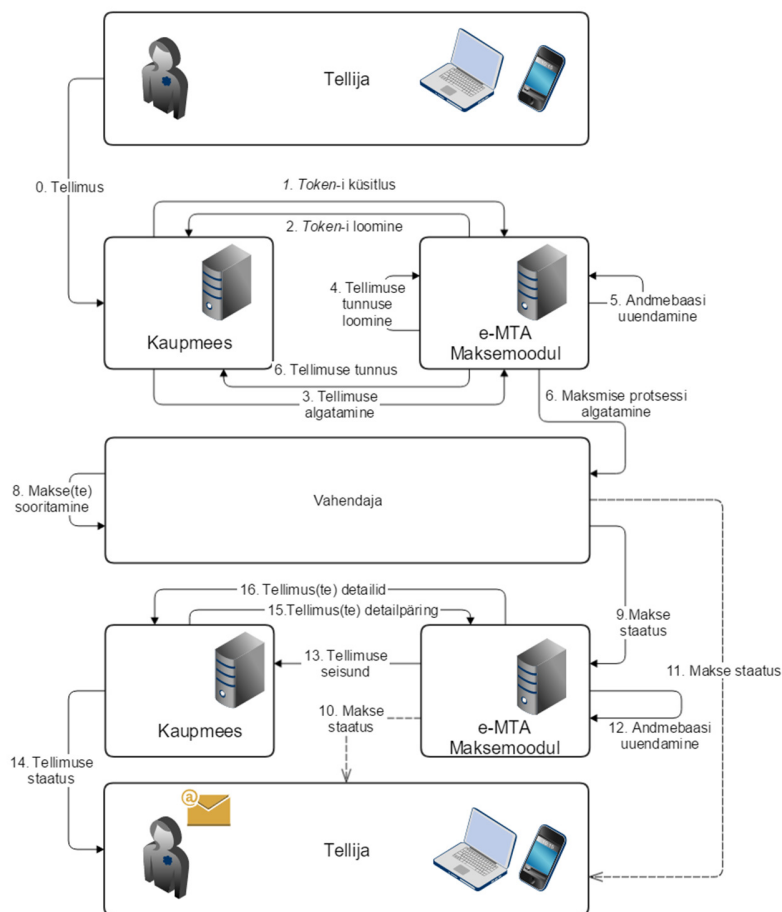 Tellija
0. Tellimus
1. Token-i küsitlus
2. Token-i loomine
4. Tellimuse
tunnuse
loomine
5. Andmebaasi
uuendamine
Kaupmees
e-MTA
Maksemoodul
6. Tellimuse tunnus
3. Tellimuse
algatamine
6. Maksmise protsessi
algatamine
8. Makse(te)
sooritamine
Vahendaja
16. Tellimus(te) detailid
15.Tellimus(te) detailpäring
9.Makse
staatus
13. Tellimuse
seisund
11. Makse staatus
10. Makse
staatus
Kaupmees
e-MTA
Maksemoodul
12. Andmebaasi
uuendamine
14.Tellimuse
staatus
@
Tellija